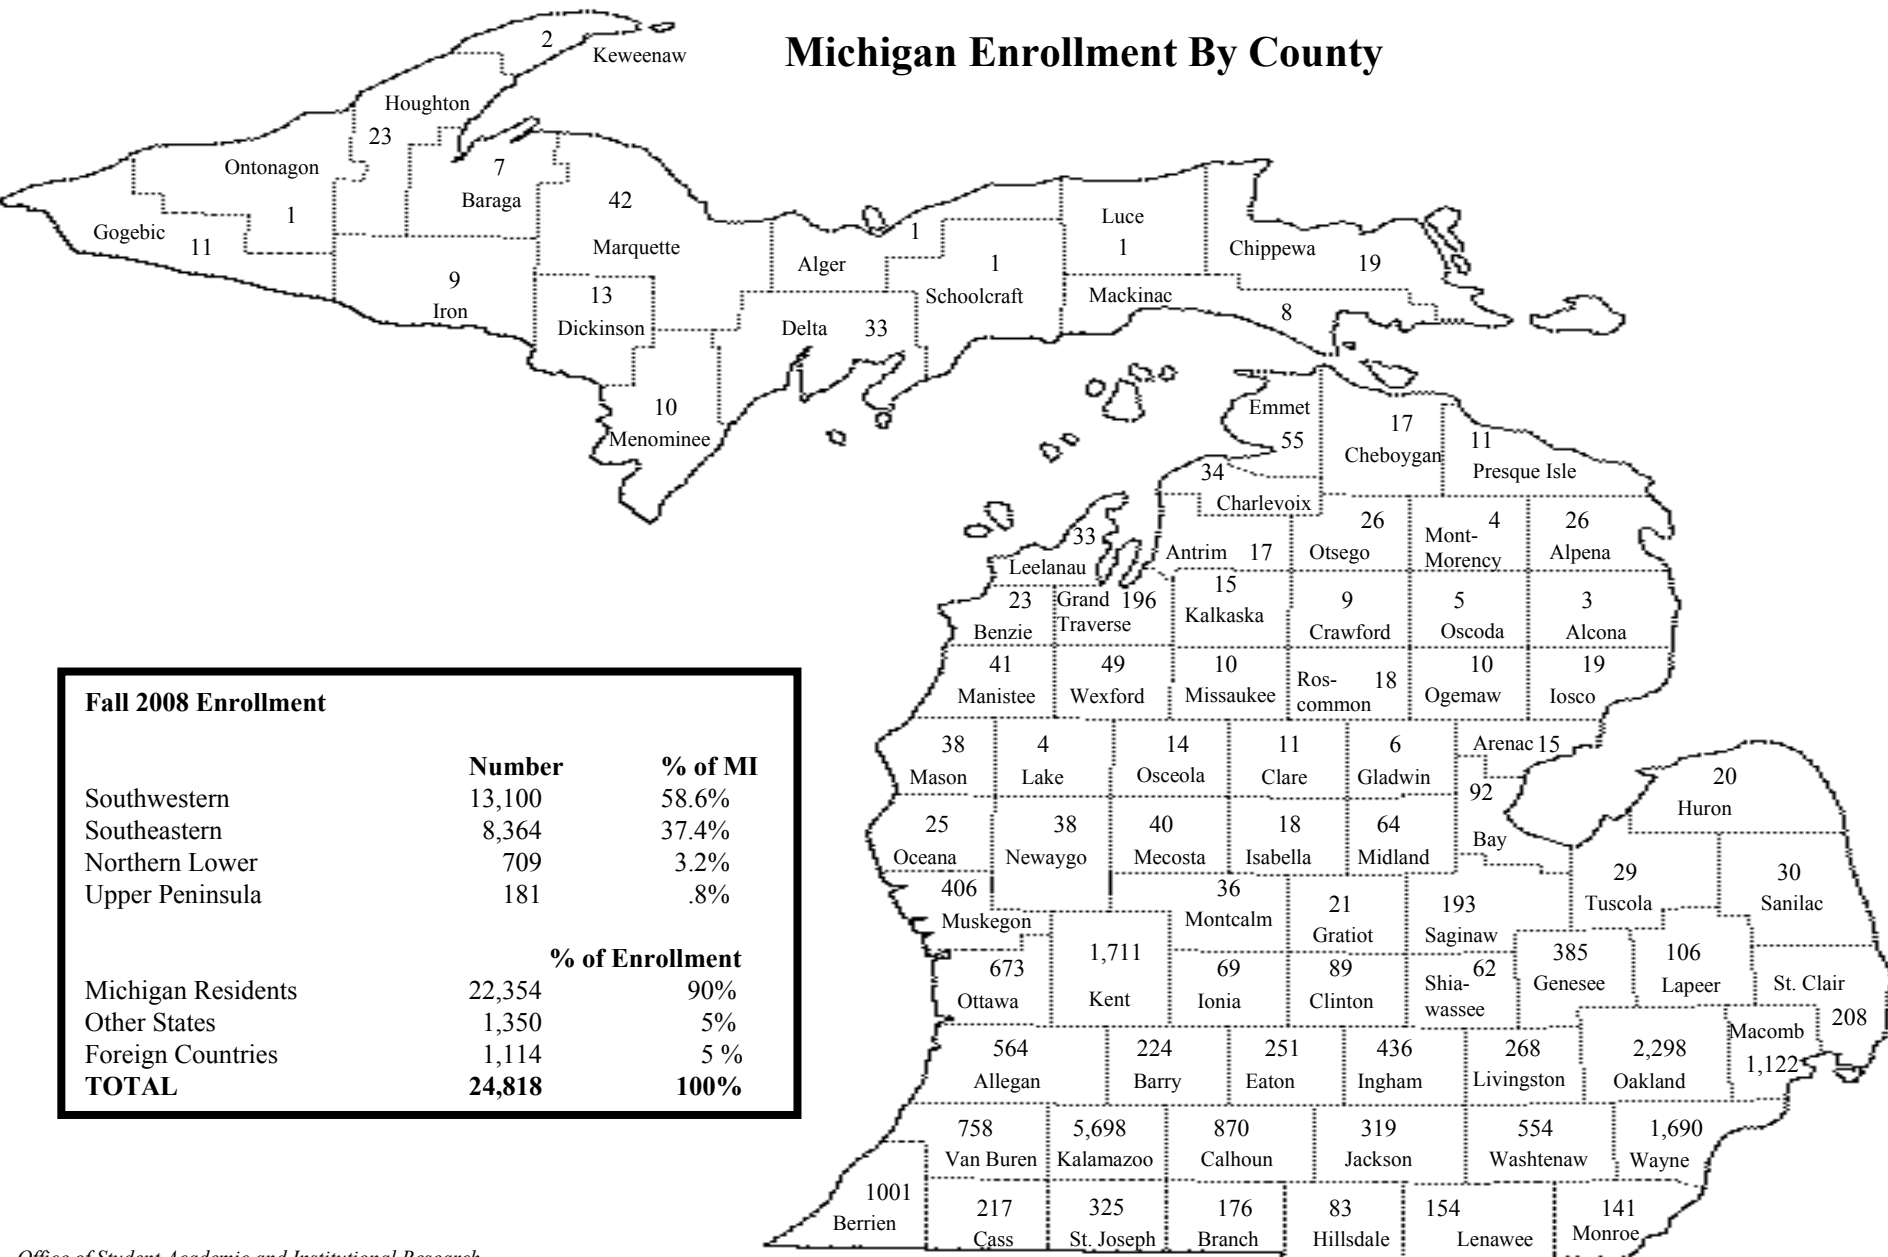 Michigan Enrollment By County
2
Keweenaw
Houghton
23
Ontonagon
1
7
Baraga
42
Marquette
Gogebic
11
9
Iron
13
Dickinson
Alger
1
1
Schoolcraft
Luce
1
Chippewa
19
Mackinac
8
Delta 33
10
Menominee
Emmet
55
17
Cheboygan
11
Presque Isle
34
Charlevoix
33
Leelanau
Antrim 17
26
Otsego
4
Mont-
Morency
26
Alpena
23
Benzie
Grand 196
Traverse
15
Kalkaska
9
Crawford
5
Oscoda
3
Alcona
41
Manistee
49
Wexford
10
Missaukee
Ros- 18
common
10
Ogemaw
19
Iosco
38
Mason
4
Lake
14
Osceola
11
Clare
6
Gladwin
Arenac 15
92
Bay
20
Huron
25
Oceana
38
Newaygo
40
Mecosta
18
Isabella
64
Midland
29
Tuscola
30
Sanilac
406
Muskegon
36
Montcalm
21
Gratiot
193
Saginaw
673
Ottawa
1,711
Kent
69
Ionia
89
Clinton
62
Shia-
wassee
385
Genesee
106
Lapeer
St. Clair
208
564
Allegan
224
Barry
251
Eaton
436
Ingham
268
Livingston
2,298
Oakland
Macomb
1,122
758
Van Buren
5,698
Kalamazoo
870
Calhoun
319
Jackson
554
Washtenaw
1,690
Wayne
1001
Berrien
217
Cass
325
St. Joseph
176
Branch
83
Hillsdale
154
Lenawee
141
Monroe
Fall 2008 Enrollment
Number % of MI
Southwestern 13,100 58.6%
Southeastern 8,364 37.4%
Northern Lower 709 3.2%
Upper Peninsula 181 .8%
% of Enrollment
Michigan Residents 22,354 90%
Other States 1,350 5%
Foreign Countries 1,114 5 %
TOTAL 24,818 100%
Office of Student Academic and Institutional Research